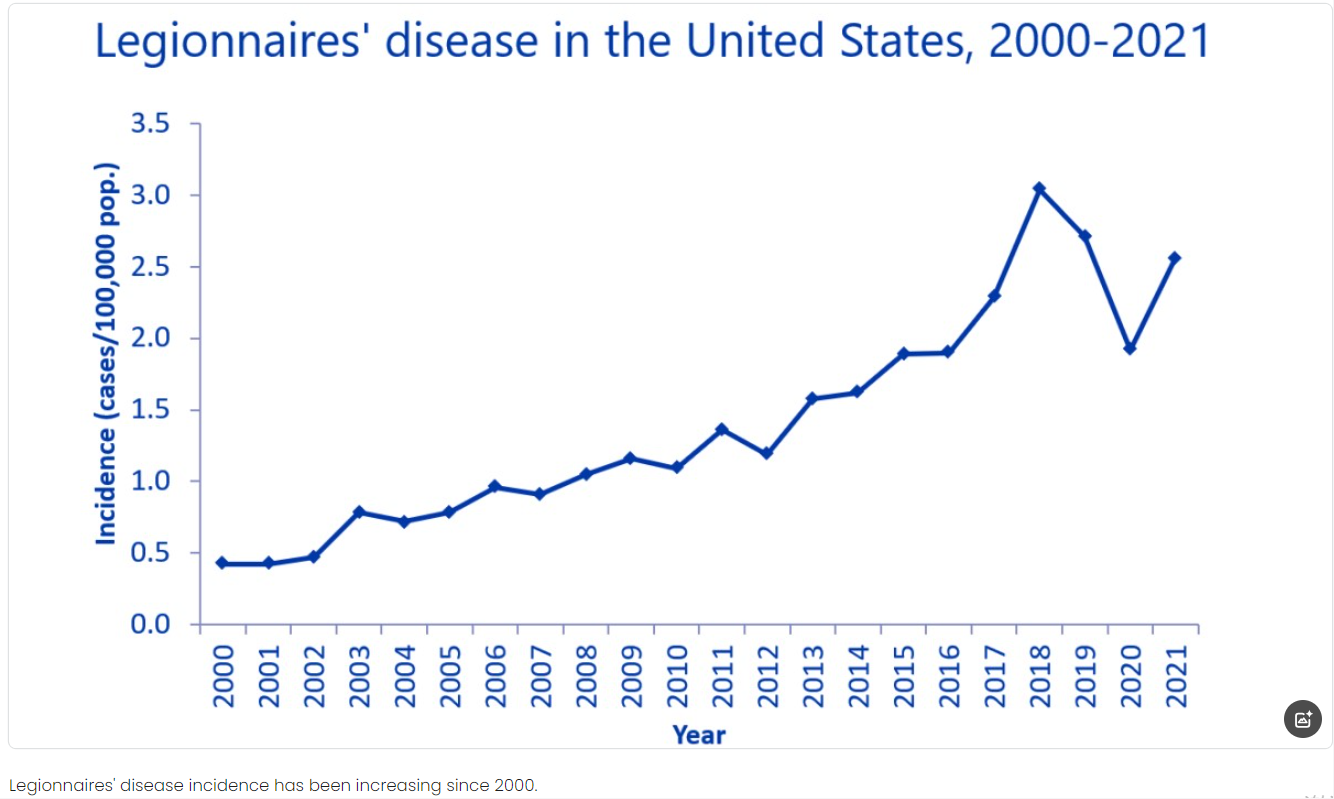 Legionnaires' disease in the United States, 2000-2021
3.5
3.0
2.5
2.0
1.5
1.0
0.5
0.0
Incidence (cases/100,000 pop.)
2000 2001 2002 2003 2004 2005 2006 2007 2008 2009 2010 2011 2012 2013 2014 2015 2016 2017 2018 2019 2020 2021
Year
Legionnaires' disease incidence has been increasing since 2000.